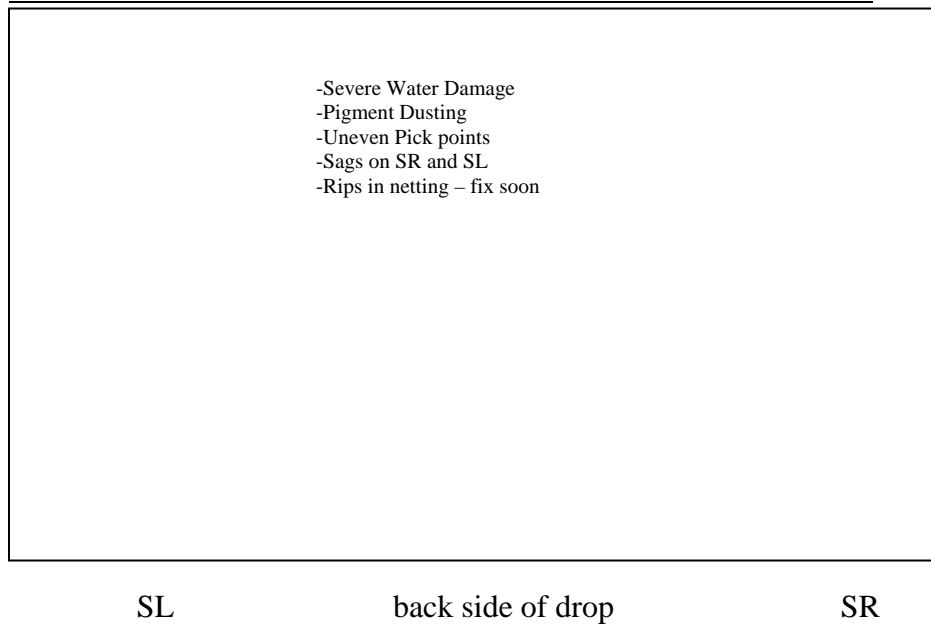 -Severe Water Damage
-Pigment Dusting
-Uneven Pick points
-Sags on SR and SL
-Rips in netting – fix soon
SL back side of drop SR